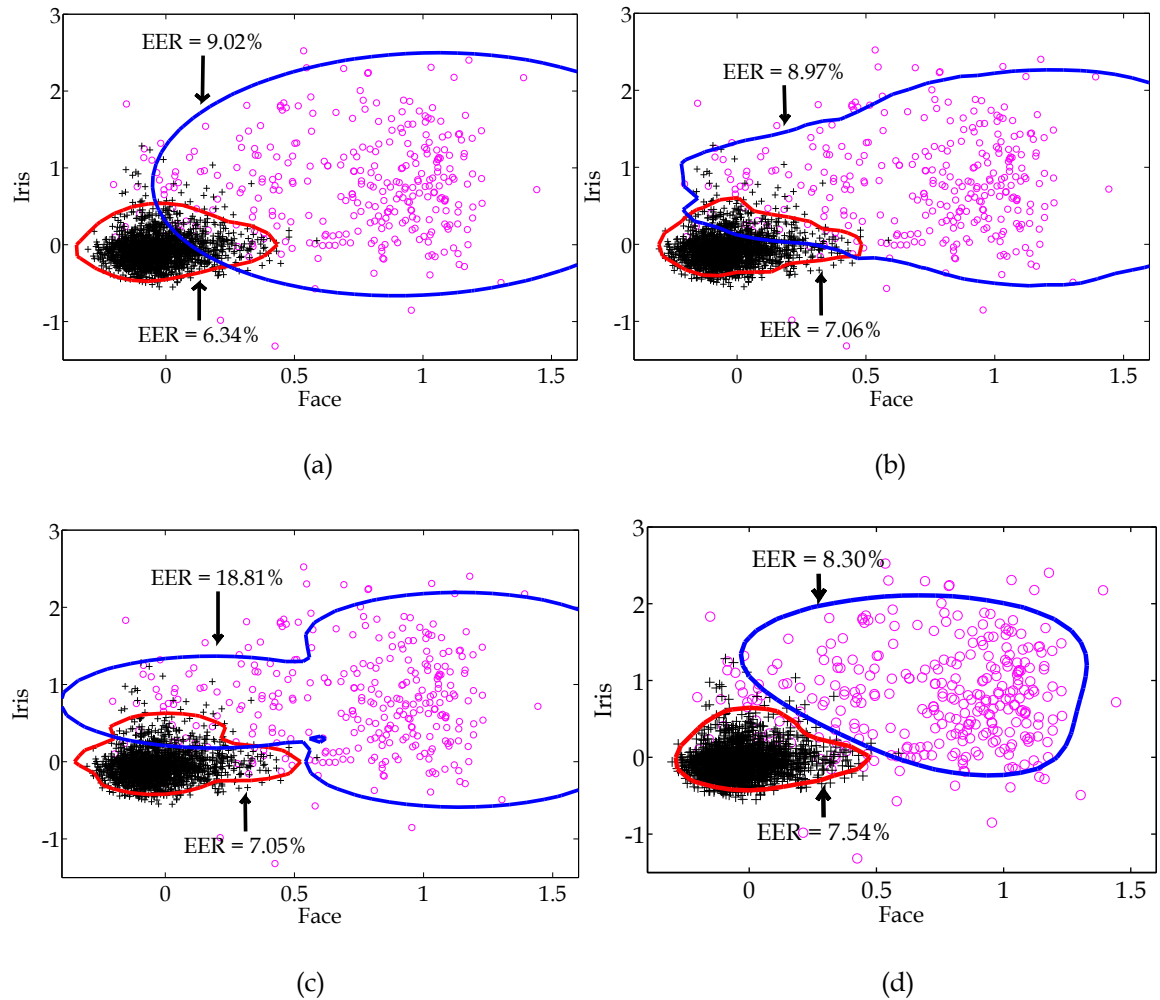 EER = 9.02%
EER = 6.34%
3
2
1
0
-1
Iris
0
0.5
1
1.5
Face
(a)
EER = 8.97%
EER = 7.06%
3
2
1
0
-1
Iris
0
0.5
1
1.5
Face
(b)
EER = 18.81%
EER = 7.05%
3
2
1
0
-1
Iris
0
0.5
1
1.5
Face
(c)
EER = 8.30%
EER = 7.54%
3
2
1
0
-1
Iris
0
0.5
1
1.5
Face
(d)